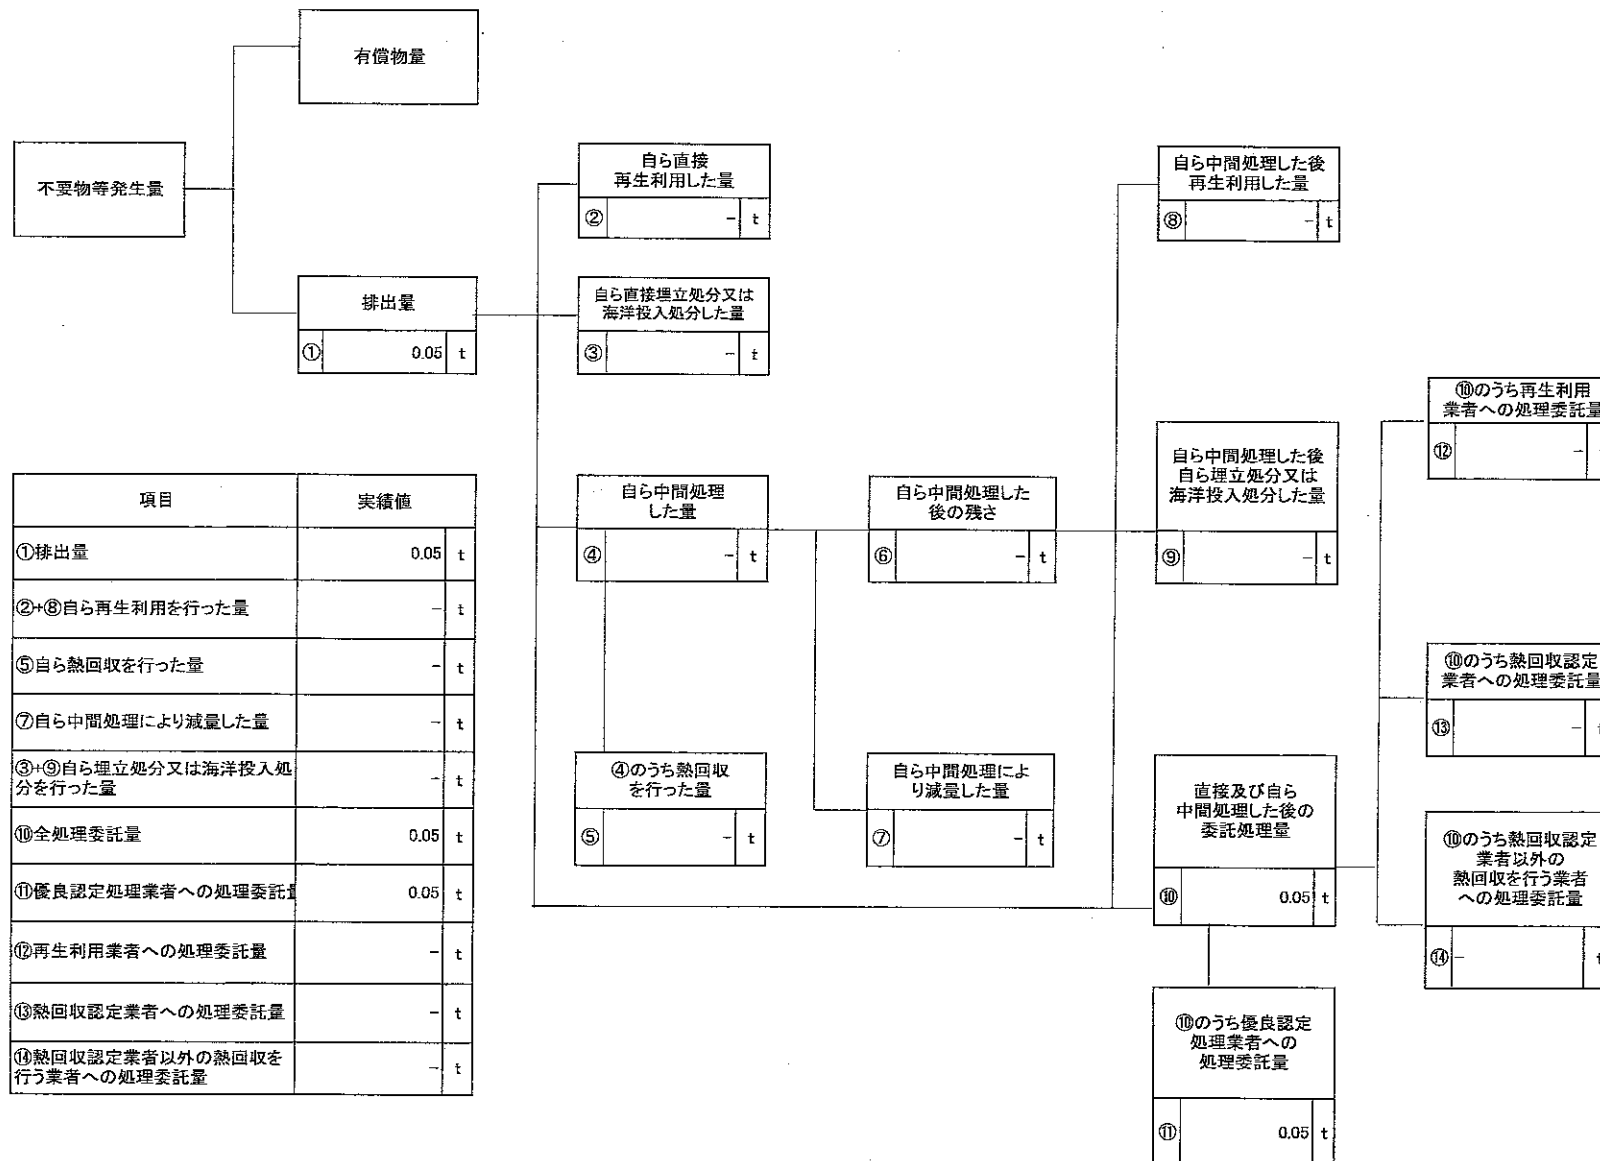 有償物量
不要物等発生量
排出量
① 0.05 t
自ら直接
再生利用した量
② - t
自ら直接埋立処分又は
海洋投入処分した量
③ - t
自ら中間処理
した量
④ - t
④のうち熱回収
を行った量
⑤ - t
自ら中間処理した
後の残さ
⑥ - t
自ら中間処理によ
り減量した量
⑦ - t
自ら中間処理した後
再生利用した量
⑧ - t
自ら中間処理した後
自ら埋立処分又は
海洋投入処分した量
⑨ - t
直接及び自ら
中間処理した後の
委託処理量
⑩ 0.05 t
⑩のうち優良認定
処理業者への
処理委託量
⑪ 0.05 t
⑩のうち再生利用
業者への処理委託量
⑫ -
⑩のうち熱回収認定
業者への処理委託量
⑬ - t
⑩のうち熱回収認定
業者以外の
熱回収を行う業者
への処理委託量
⑭ - t
項目 実績値
①排出量 0.05 t
②+⑧自ら再生利用を行った量 - t
⑤自ら熱回収を行った量 - t
⑦自ら中間処理により減量した量 - t
③+⑨自ら埋立処分又は海洋投入処
分を行った量 - t
⑩全処理委託量 0.05 t
⑪優良認定処理業者への処理委託量 0.05 t
⑫再生利用業者への処理委託量 - t
⑬熱回収認定業者への処理委託量 - t
⑭熱回収認定業者以外の熱回収を
行う業者への処理委託量 - t